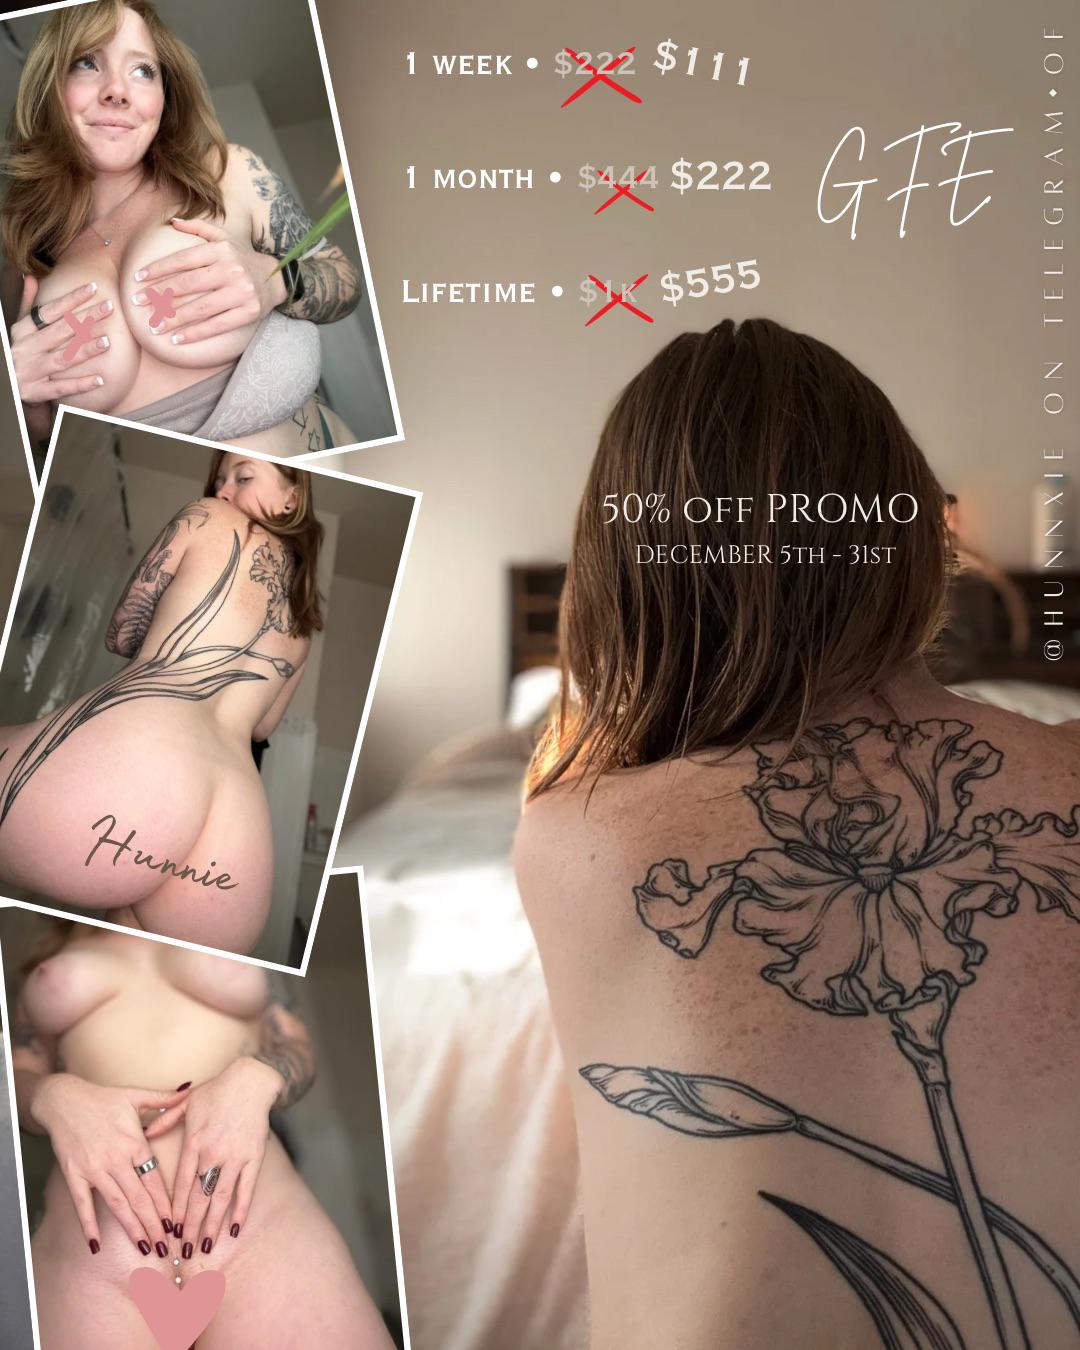 1 WEEK • $222 $111
1 MONTH • $444 $222
LIFETIME • $1K $555
GFE
@HUNNXIE ON TELEGRAM • OF
50% OFF PROMO
DECEMBER 5TH - 31ST
Hunnie